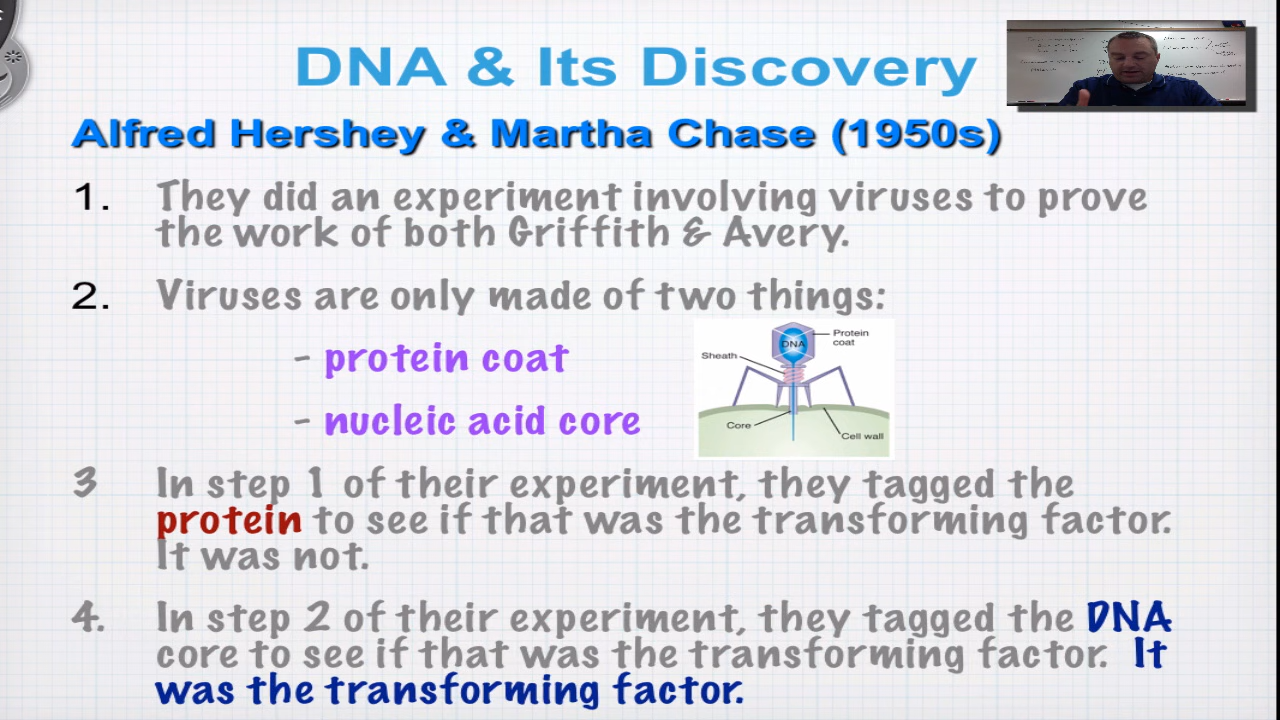 DNA & Its Discovery
Alfred Hershey & Martha Chase (1950s)
1. They did an experiment involving viruses to prove
the work of both Griffith & Avery.
2. Viruses are only made of two things:
- protein coat
- nucleic acid core
DNA
Protein
coat
Sheath
Core
Cell wall
3 In step 1 of their experiment, they tagged the
protein to see if that was the transforming factor.
It was not.
4. In step 2 of their experiment, they tagged the DNA
core to see if that was the transforming factor. It
was the transforming factor.